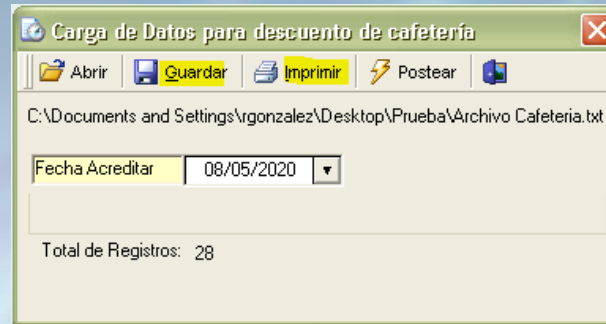 Carga de Datos para descuento de cafetería
Abrir Guardar Imprimir Postear
C:\Documents and Settings\rgonzalez\Desktop\Prueba\Archivo Cafeteria.txt
Fecha Acreditar 08/05/2020
Total de Registros: 28